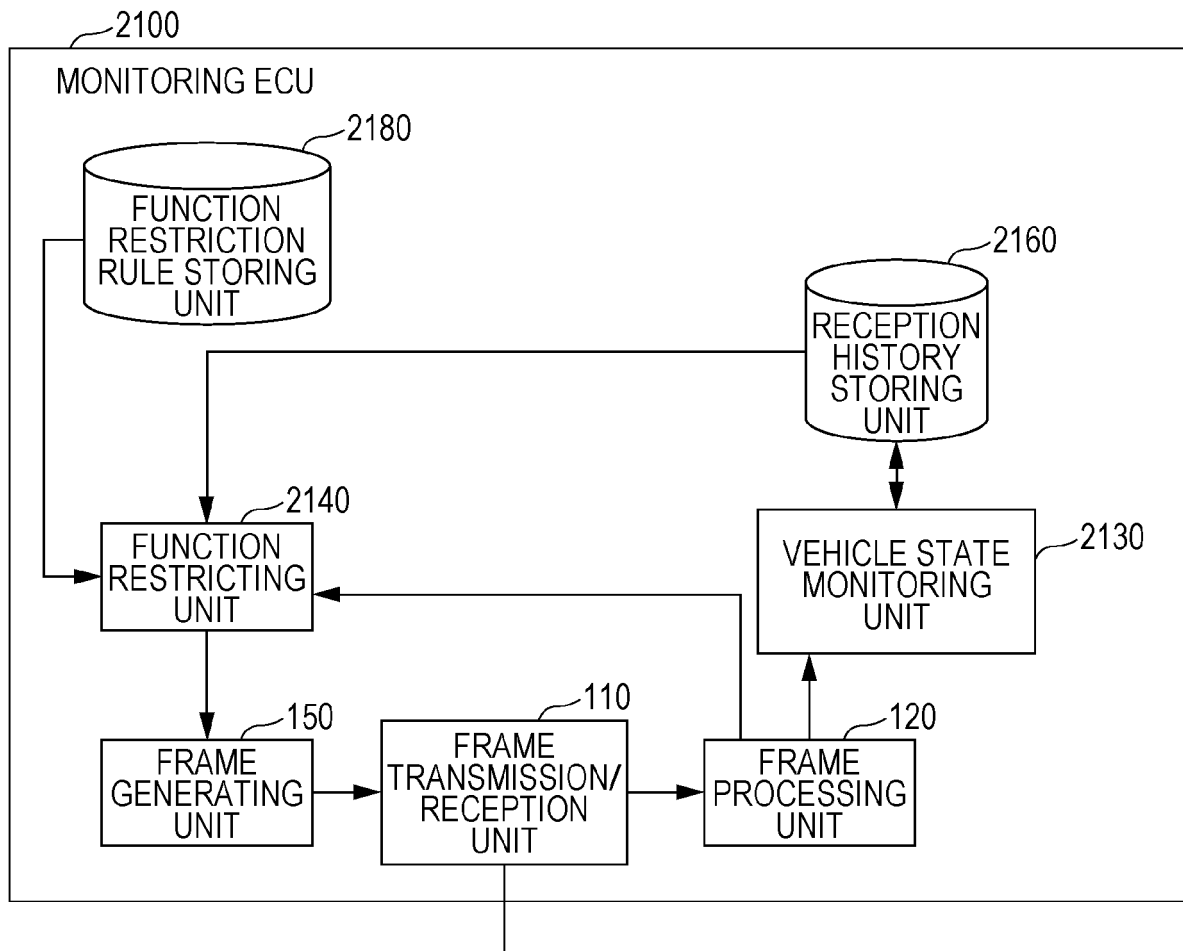 2100
MONITORING ECU
2180
FUNCTION
RESTRICTION
RULE STORING
UNIT
2160
RECEPTION
HISTORY
STORING
UNIT
2140
FUNCTION
RESTRICTING
UNIT
2130
VEHICLE STATE
MONITORING
UNIT
150
FRAME
GENERATING
UNIT
110
FRAME
TRANSMISSION/
RECEPTION
UNIT
120
FRAME
PROCESSING
UNIT